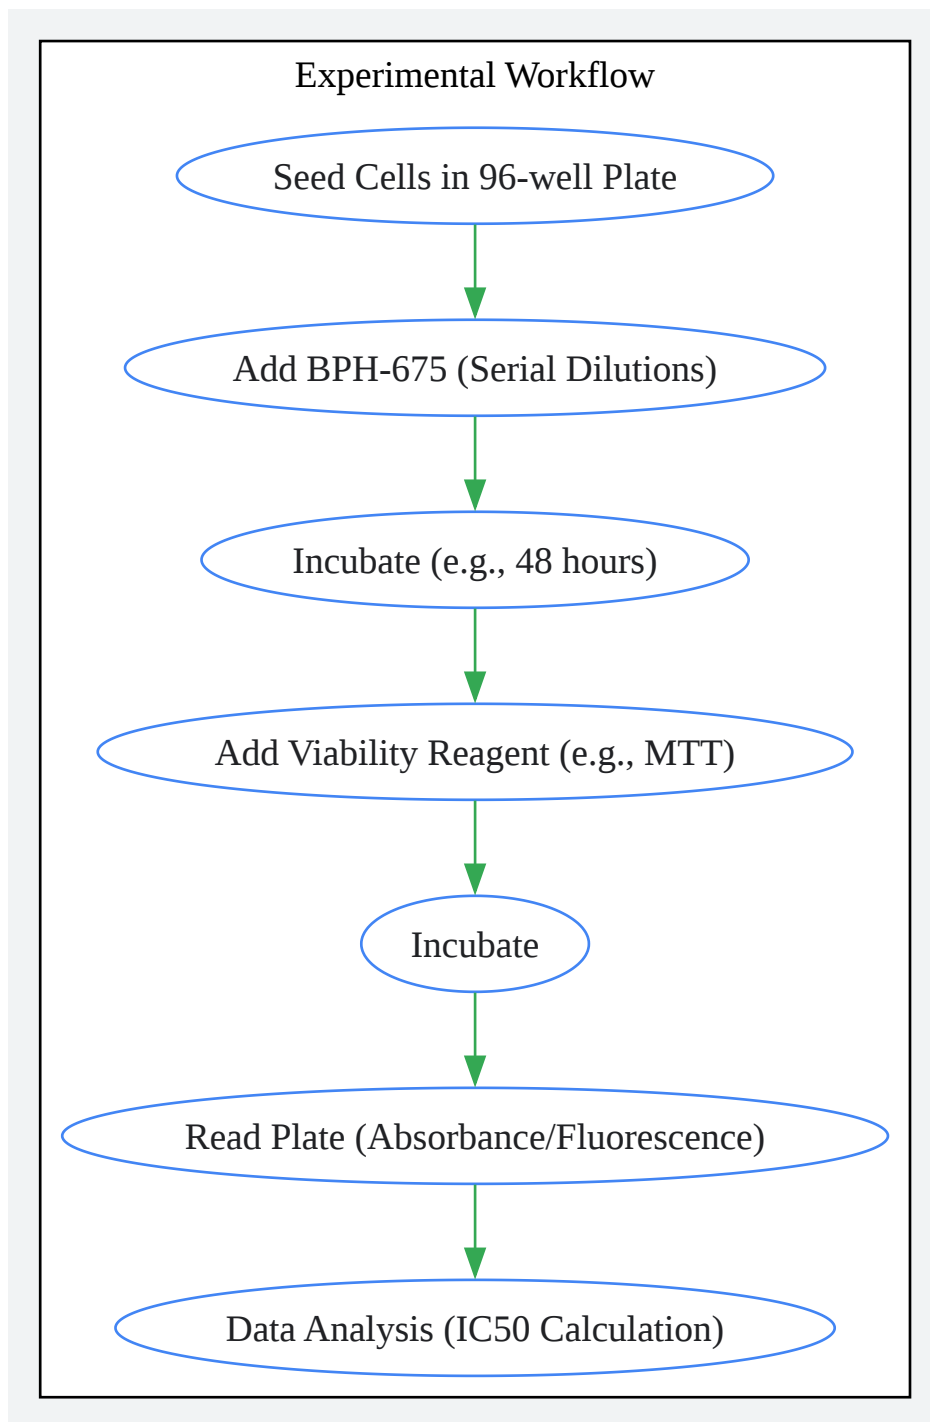 Experimental Workflow
Seed Cells in 96-well Plate
Add BPH-675 (Serial Dilutions)
Incubate (e.g., 48 hours)
Add Viability Reagent (e.g., MTT)
Incubate
Read Plate (Absorbance/Fluorescence)
Data Analysis (IC50 Calculation)